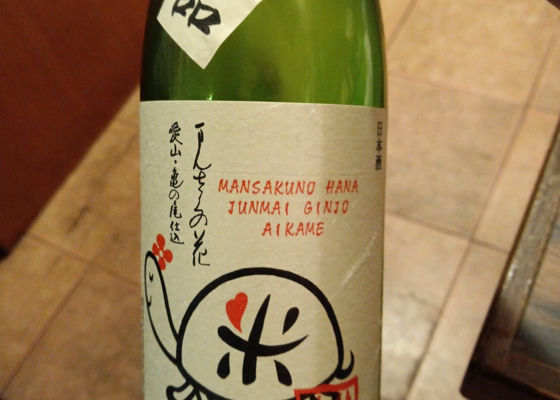 まんさくの花
愛山・亀の尾仕込
日本酒
MANSAKUNO HANA
JUNMAI GINJO
AIKAME
米